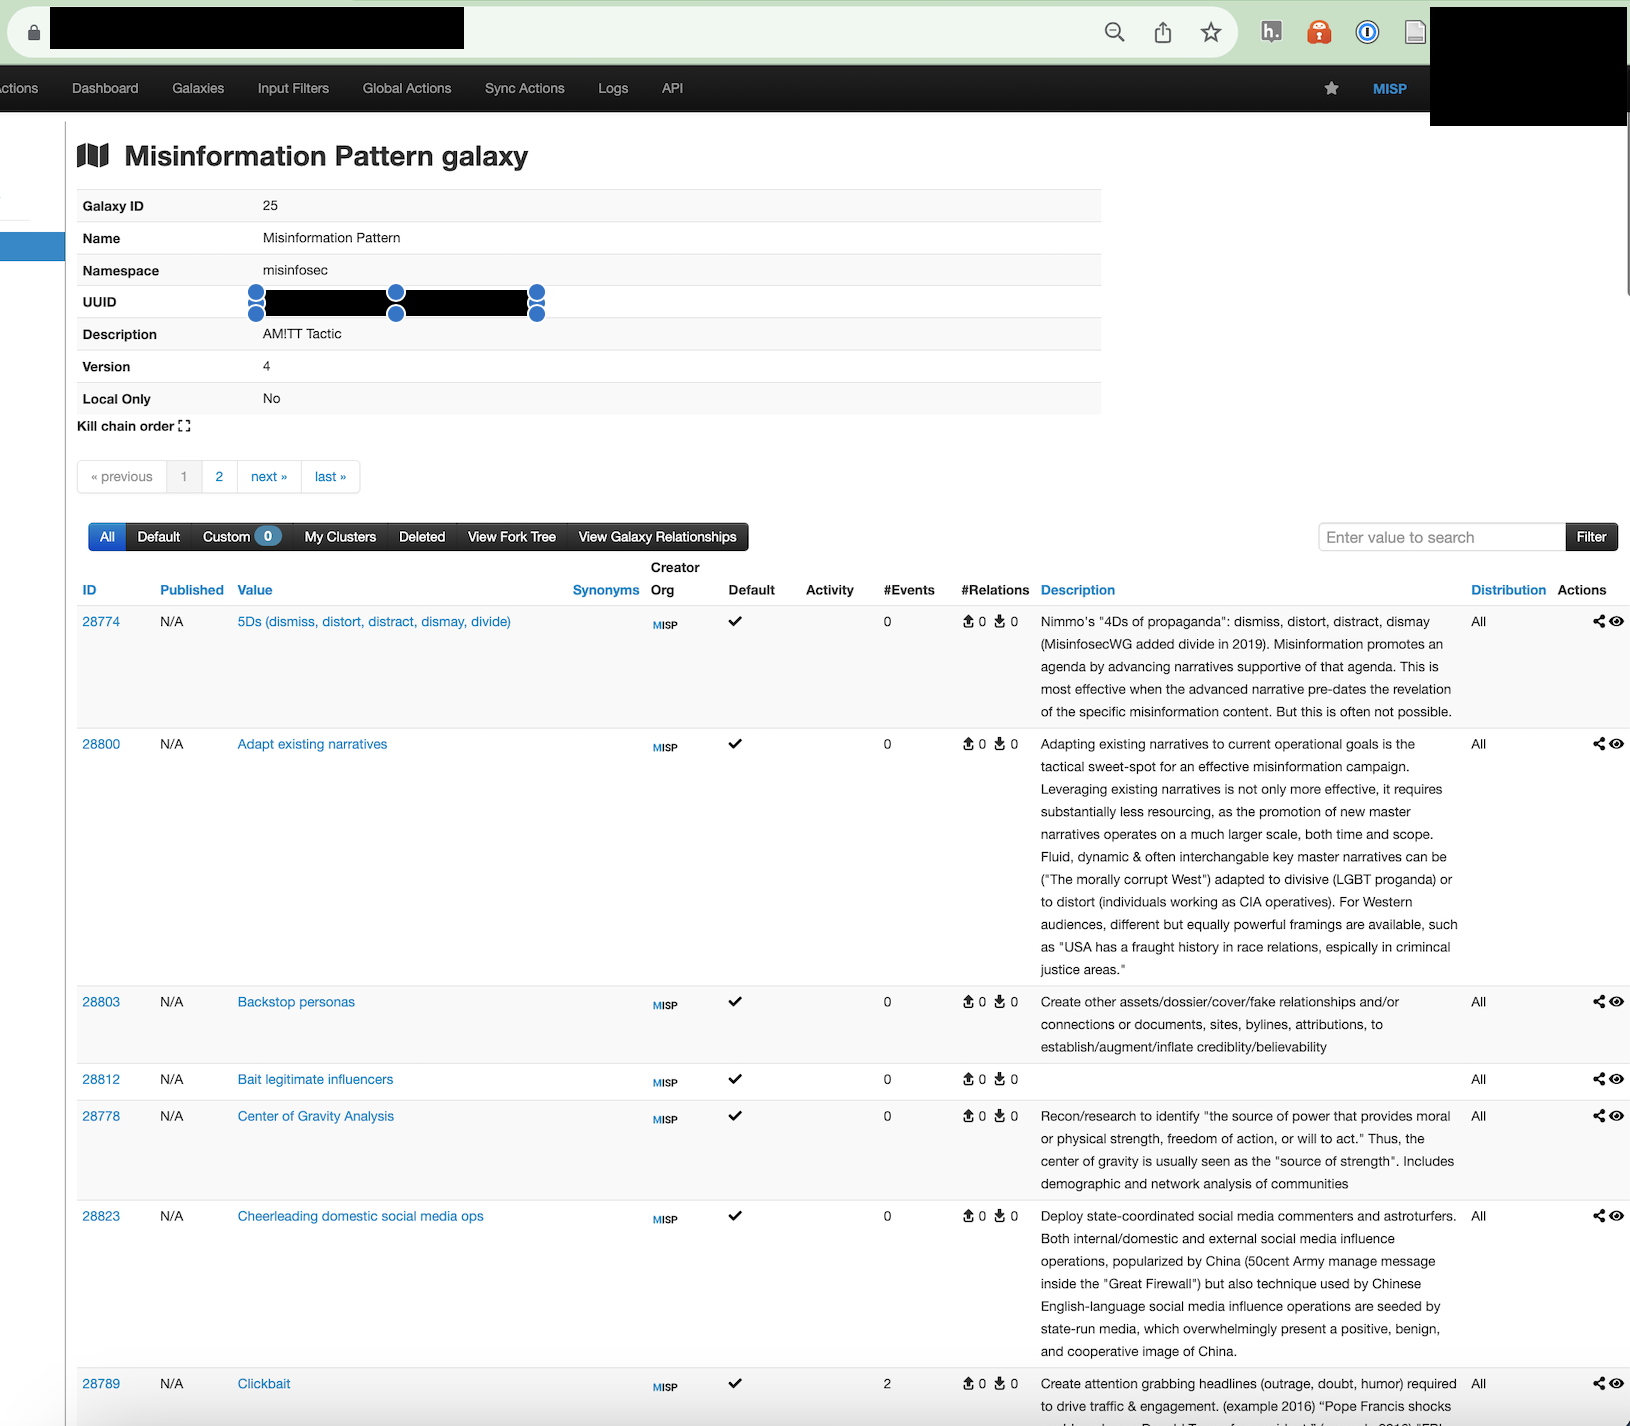 h.
ctions Dashboard Galaxies Input Filters Global Actions Sync Actions Logs API MISP
Misinformation Pattern galaxy
Galaxy ID 25
Name Misinformation Pattern
Namespace misinfosec
UUID
Description AM!TT Tactic
Version 4
Local Only No
Kill chain order
« previous 1 2 next » last »
All Default Custom 0 My Clusters Deleted View Fork Tree View Galaxy Relationships Enter value to search Filter
ID Published Value Synonyms Creator Org Default Activity #Events #Relations Description Distribution Actions
28774 N/A 5Ds (dismiss, distort, distract, dismay, divide) MISP 0 0 0 Nimmo's "4Ds of propaganda": dismiss, distort, distract, dismay All
(MisinfosecWG added divide in 2019). Misinformation promotes an
agenda by advancing narratives supportive of that agenda. This is
most effective when the advanced narrative pre-dates the revelation
of the specific misinformation content. But this is often not possible.
28800 N/A Adapt existing narratives MISP 0 0 0 Adapting existing narratives to current operational goals is the All
tactical sweet-spot for an effective misinformation campaign.
Leveraging existing narratives is not only more effective, it requires
substantially less resourcing, as the promotion of new master
narratives operates on a much larger scale, both time and scope.
Fluid, dynamic & often interchangable key master narratives can be
("The morally corrupt West") adapted to divisive (LGBT proganda) or
to distort (individuals working as CIA operatives). For Western
audiences, different but equally powerful framings are available, such
as "USA has a fraught history in race relations, espically in crimincal
justice areas."
28803 N/A Backstop personas MISP 0 0 0 Create other assets/dossier/cover/fake relationships and/or All
connections or documents, sites, bylines, attributions, to
establish/augment/inflate crediblity/believability
28812 N/A Bait legitimate influencers MISP 0 0 0 All
28778 N/A Center of Gravity Analysis MISP 0 0 0 Recon/research to identify "the source of power that provides moral All
or physical strength, freedom of action, or will to act." Thus, the
center of gravity is usually seen as the "source of strength". Includes
demographic and network analysis of communities
28823 N/A Cheerleading domestic social media ops MISP 0 0 0 Deploy state-coordinated social media commenters and astroturfers. All
Both internal/domestic and external social media influence
operations, popularized by China (50cent Army manage message
inside the "Great Firewall") but also technique used by Chinese
English-language social media influence operations are seeded by
state-run media, which overwhelmingly present a positive, benign,
and cooperative image of China.
28789 N/A Clickbait MISP 2 0 0 Create attention grabbing headlines (outrage, doubt, humor) required All
to drive traffic & engagement. (example 2016) “Pope Francis shocks